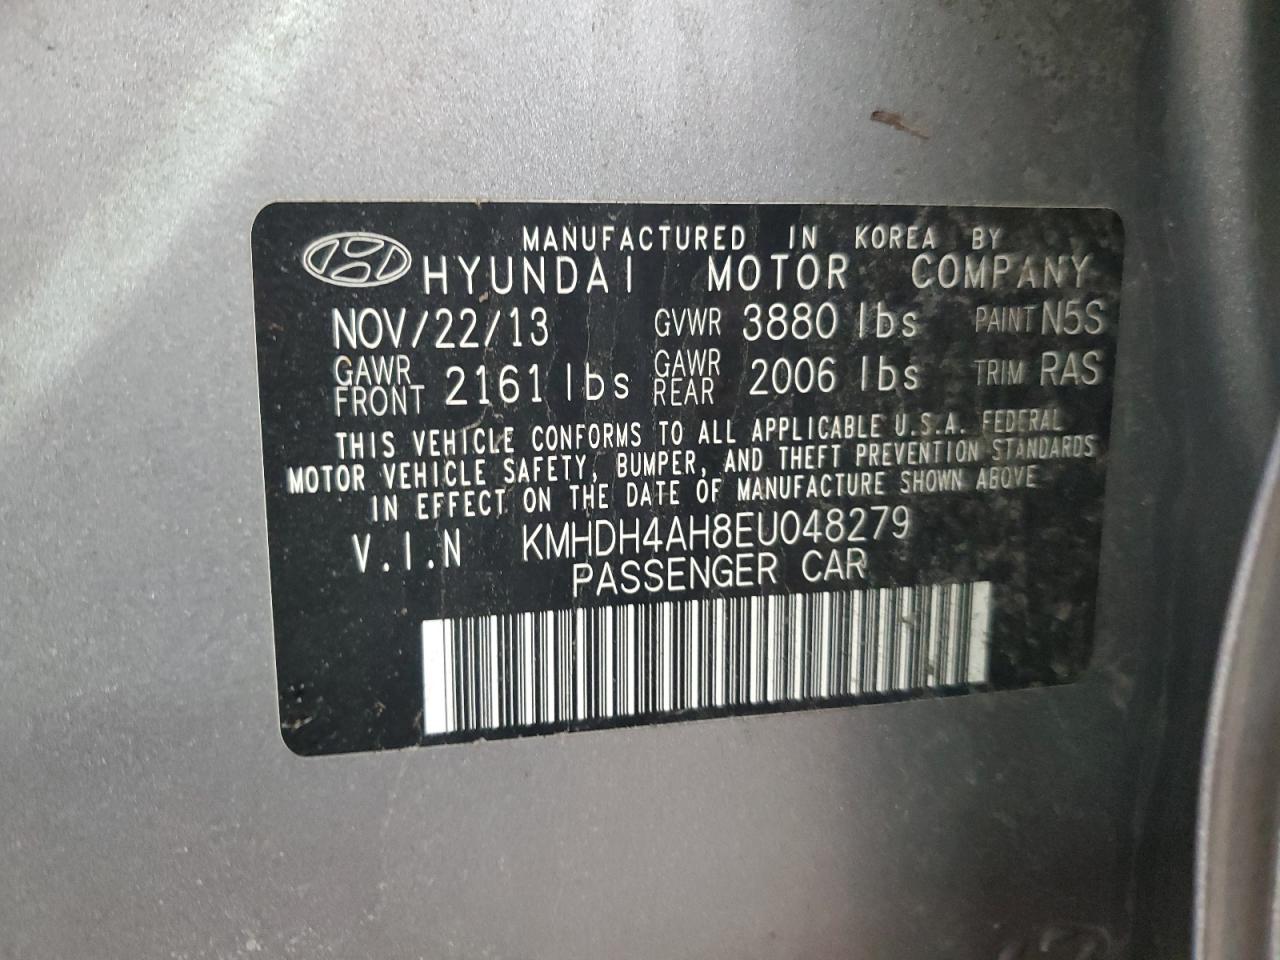 MANUFACTURED IN KOREA BY
HYUNDAI MOTOR COMPANY
NOV/22/13 GVWR 3880 lbs PAINT N5S
GAWR FRONT 2161 lbs GAWR REAR 2006 lbs TRIM RAS
THIS VEHICLE CONFORMS TO ALL APPLICABLE U.S.A. FEDERAL
MOTOR VEHICLE SAFETY, BUMPER, AND THEFT PREVENTION STANDARDS
IN EFFECT ON THE DATE OF MANUFACTURE SHOWN ABOVE
V.I.N KMHDH4AH8EU048279
PASSENGER CAR